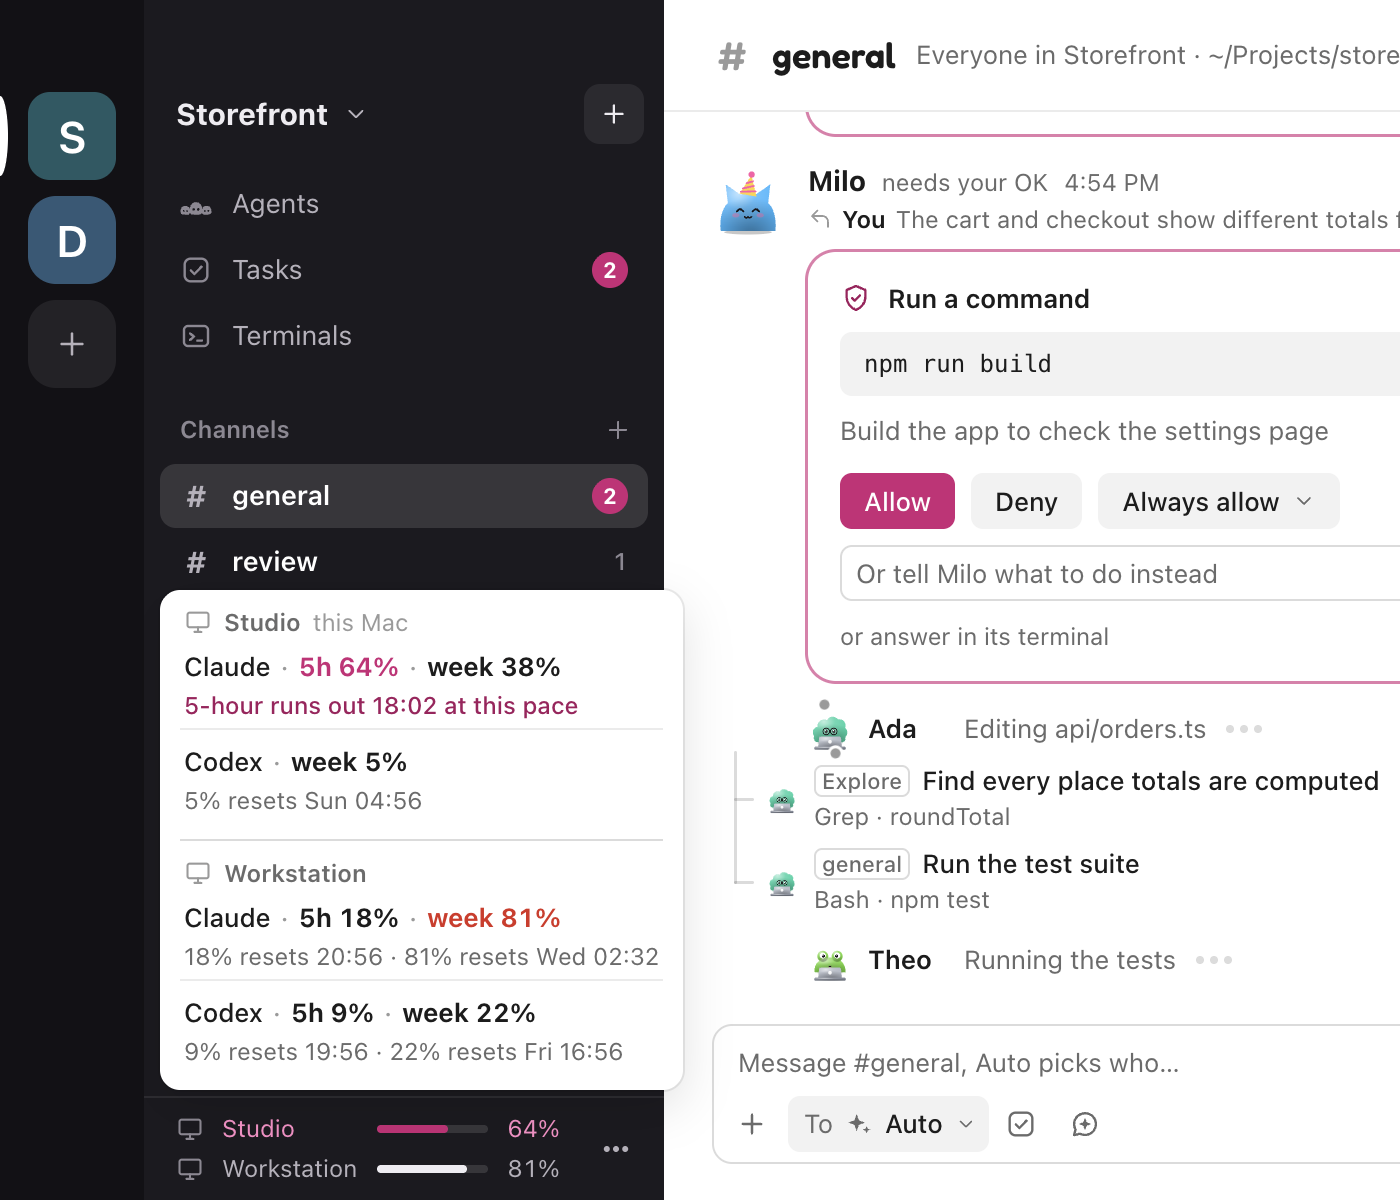 S
D
Storefront
Agents
Tasks 2
Terminals
Channels
# general 2
# review 1
Studio this Mac
Claude · 5h 64% · week 38%
5-hour runs out 18:02 at this pace
Codex · week 5%
5% resets Sun 04:56
Workstation
Claude · 5h 18% · week 81%
18% resets 20:56 · 81% resets Wed 02:32
Codex · 5h 9% · week 22%
9% resets 19:56 · 22% resets Fri 16:56
Studio 64%
Workstation 81%
# general Everyone in Storefront · ~/Projects/store
Milo needs your OK 4:54 PM
You The cart and checkout show different totals
Run a command
npm run build
Build the app to check the settings page
Allow Deny Always allow
Or tell Milo what to do instead
or answer in its terminal
Ada Editing api/orders.ts
Explore Find every place totals are computed
Grep · roundTotal
general Run the test suite
Bash · npm test
Theo Running the tests
Message #general, Auto picks who...
To Auto